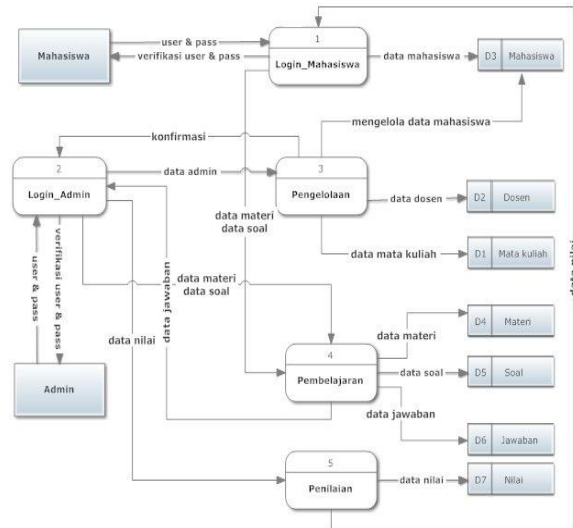 1
user & pass
Mahasiswa
verifikasi user & pass
Login_Mahasiswa
data mahasiswa
D3 Mahasiswa
mengelola data mahasiswa
konfirmasi
2
Login_Admin
data admin
3
Pengelolaan
data dosen
D2 Dosen
data materi
data soal
data mata kuliah
D1 Mata kuliah
data nilai
user & pass
verifikasi user & pass
data materi
data soal
data jawaban
data nilai
data materi
D4 Materi
4
Pembelajaran
data soal
D5 Soal
Admin
data jawaban
D6 Jawaban
5
Penilaian
data nilai
D7 Nilai